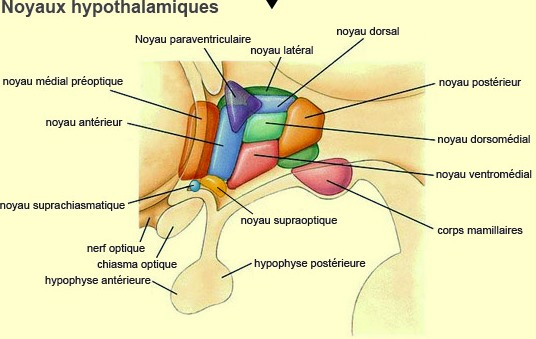 Noyaux hypothalamiques
noyau dorsal
Noyau paraventriculaire
noyau latéral
noyau médial préoptique
noyau postérieur
noyau antérieur
noyau dorsomédial
noyau ventromédial
noyau suprachiasmatique
noyau supraoptique
corps mamillaires
nerf optique
chiasma optique
hypophyse postérieure
hypophyse antérieure